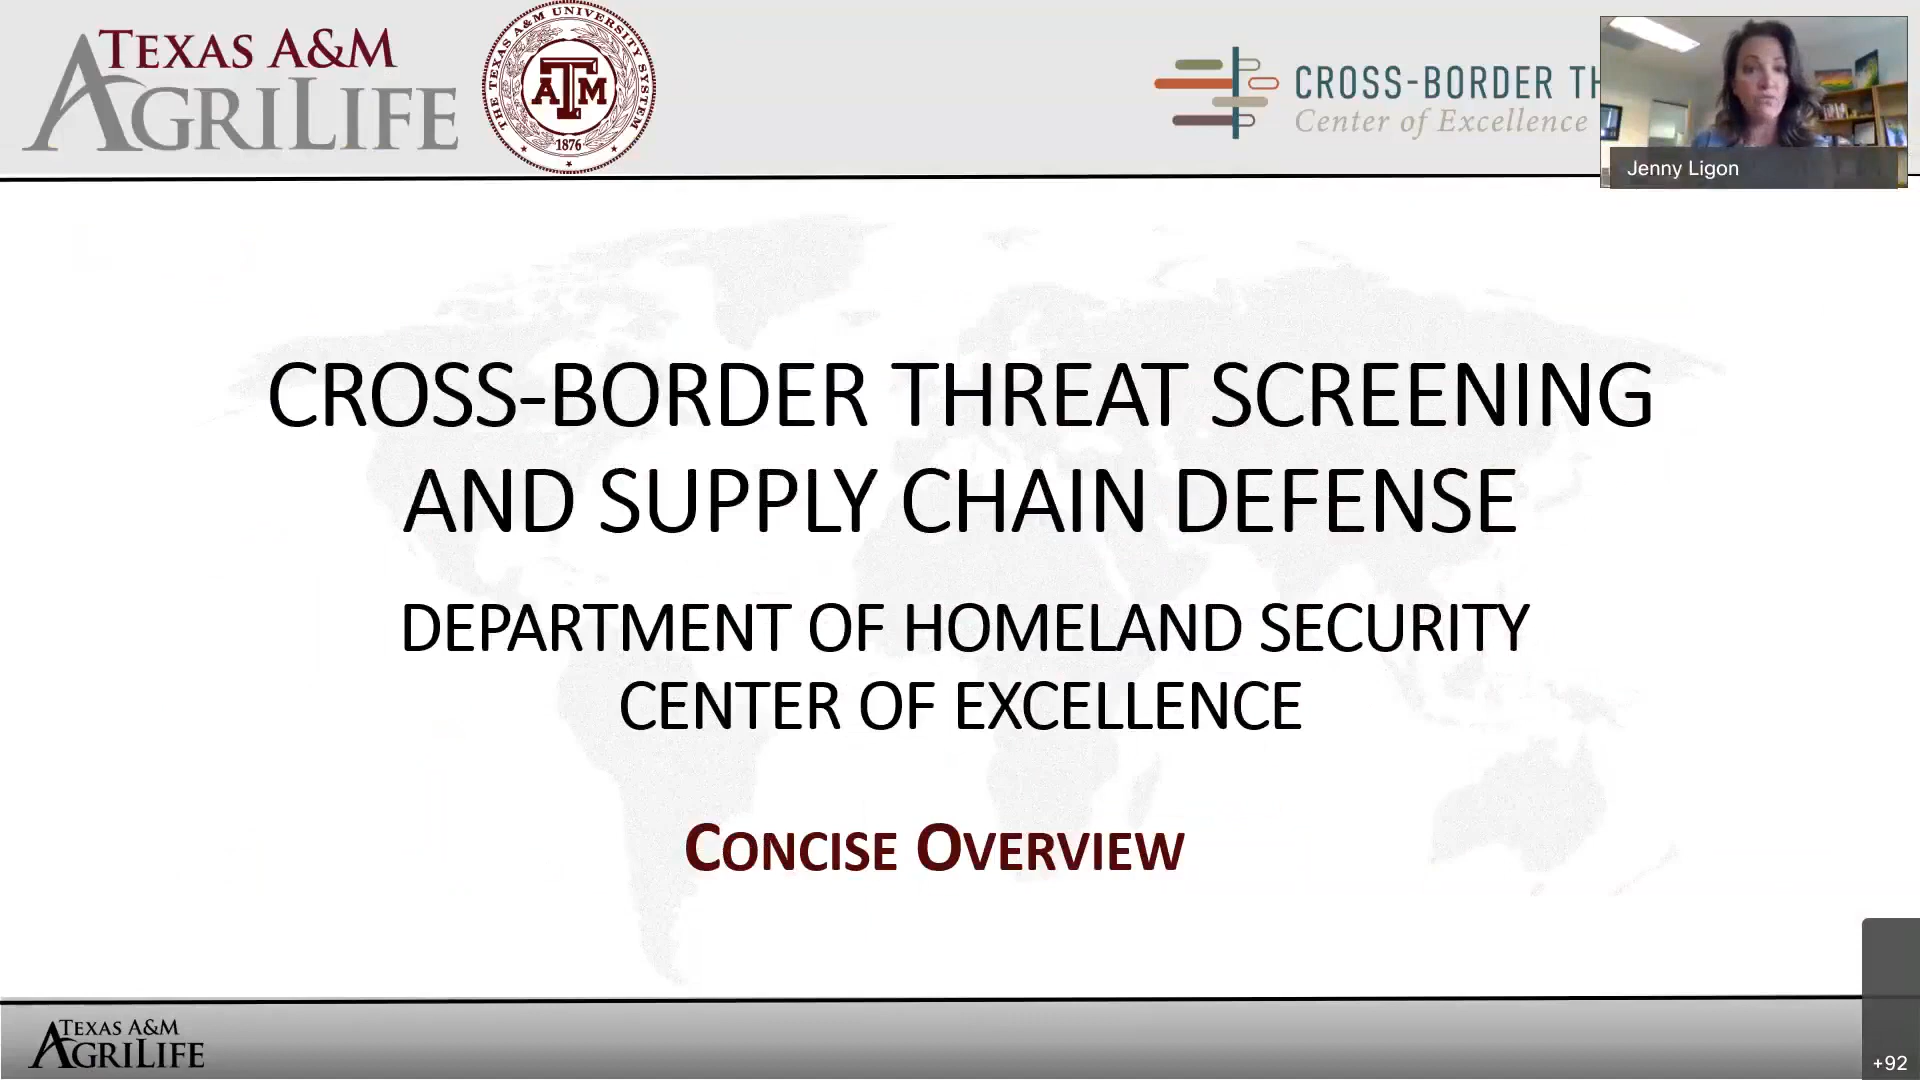 TEXAS A&M
AGRILIFE
THE TEXAS A&M UNIVERSITY SYSTEM
ATM
1876
CROSS-BORDER TH
Center of Excellence
Jenny Ligon
CROSS-BORDER THREAT SCREENING
AND SUPPLY CHAIN DEFENSE
DEPARTMENT OF HOMELAND SECURITY
CENTER OF EXCELLENCE
CONCISE OVERVIEW
TEXAS A&M
AGRILIFE
+92